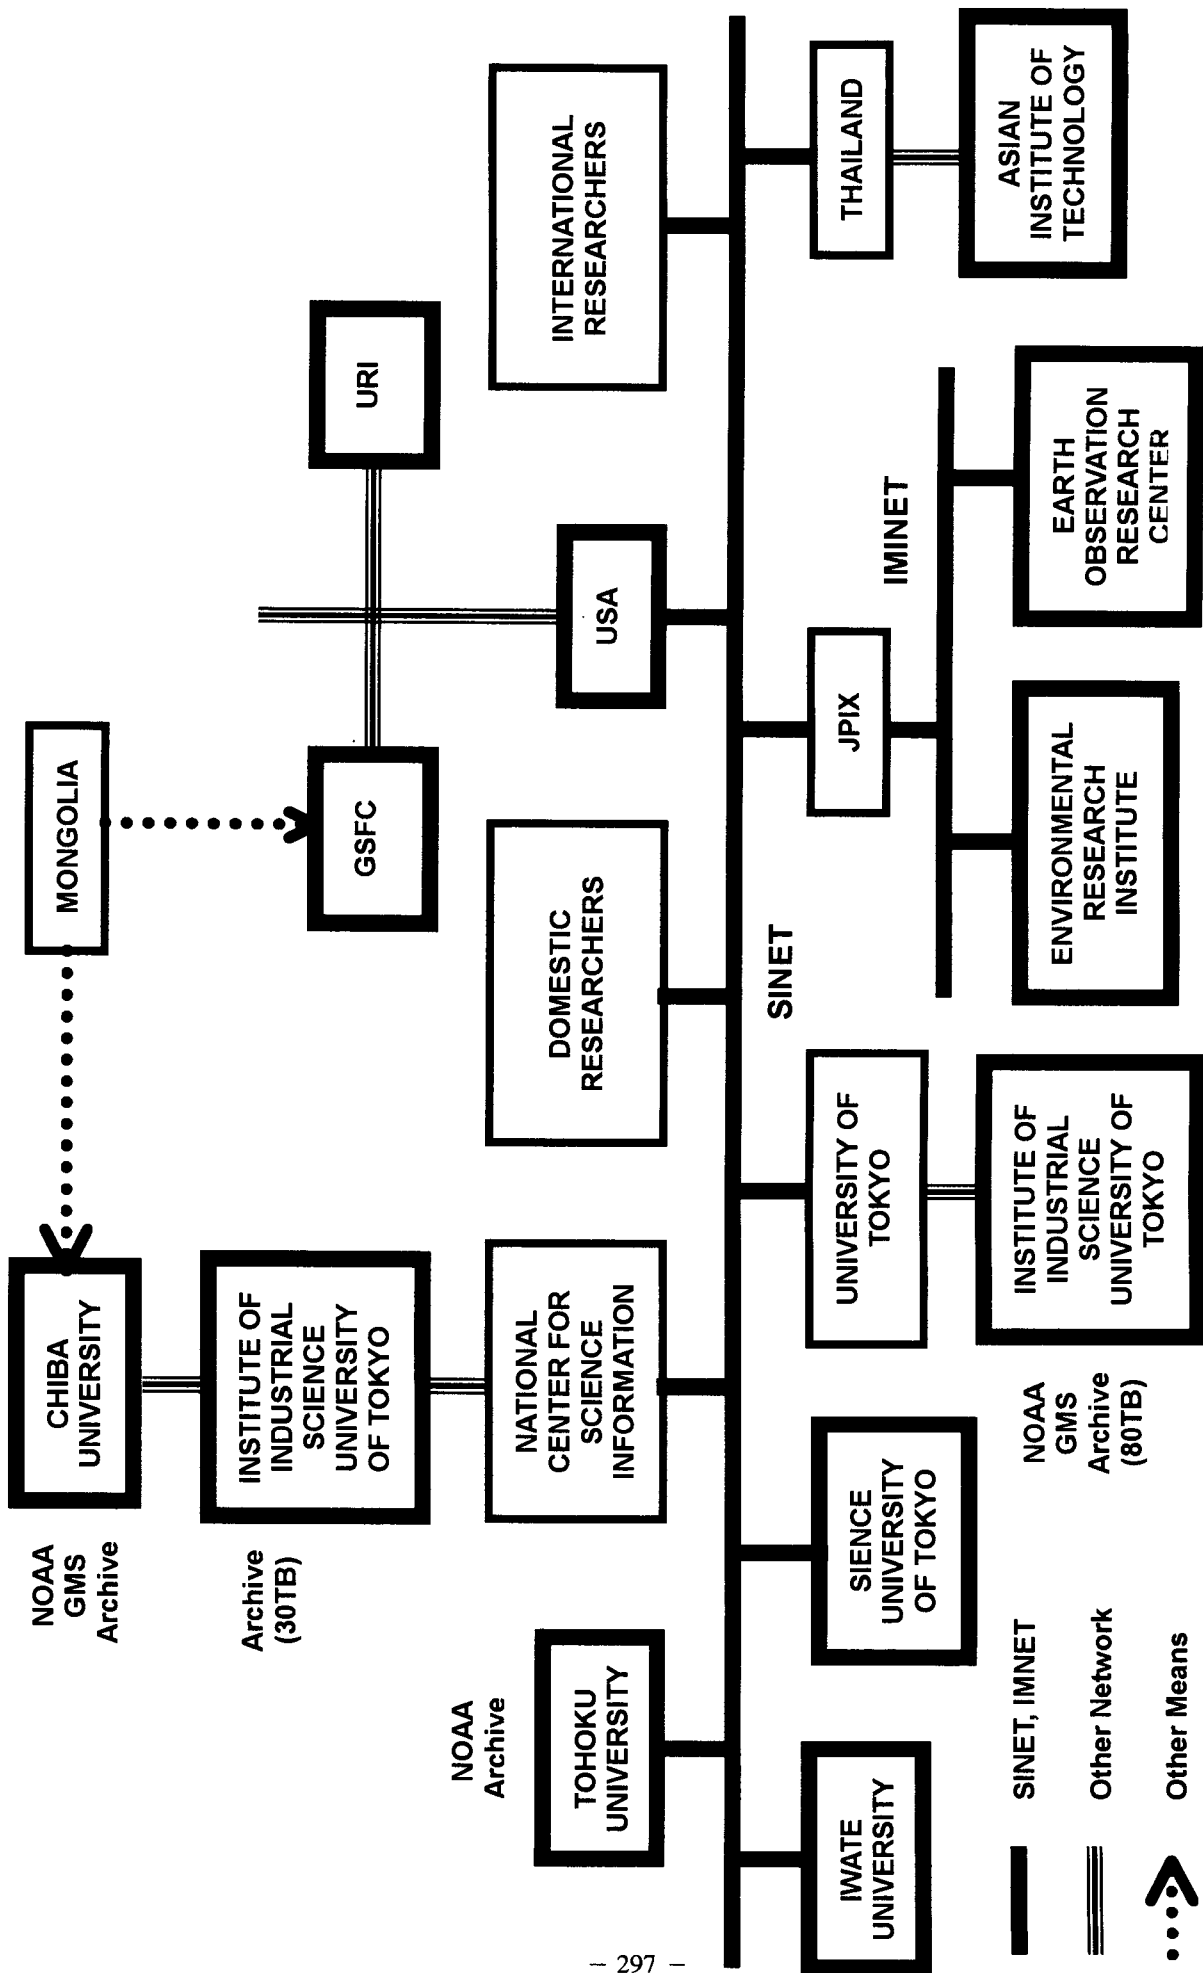 NOAA
GMS
Archive
CHIBA
UNIVERSITY
MONGOLIA
Archive
(30TB)
INSTITUTE OF
INDUSTRIAL
SCIENCE
UNIVERSITY
OF TOKYO
GSFC
URI
NOAA
Archive
TOHOKU
UNIVERSITY
NATIONAL
CENTER FOR
SCIENCE
INFORMATION
DOMESTIC
RESEARCHERS
USA
INTERNATIONAL
RESEARCHERS
SINET
IWATE
UNIVERSITY
SIENCE
UNIVERSITY
OF TOKYO
UNIVERSITY OF
TOKYO
JPIX
IMINET
THAILAND
NOAA
GMS
Archive
(80TB)
INSTITUTE OF
INDUSTRIAL
SCIENCE
UNIVERSITY OF
TOKYO
ENVIRONMENTAL
RESEARCH
INSTITUTE
EARTH
OBSERVATION
RESEARCH
CENTER
ASIAN
INSTITUTE OF
TECHNOLOGY
SINET, IMNET
Other Network
Other Means
– 297 –